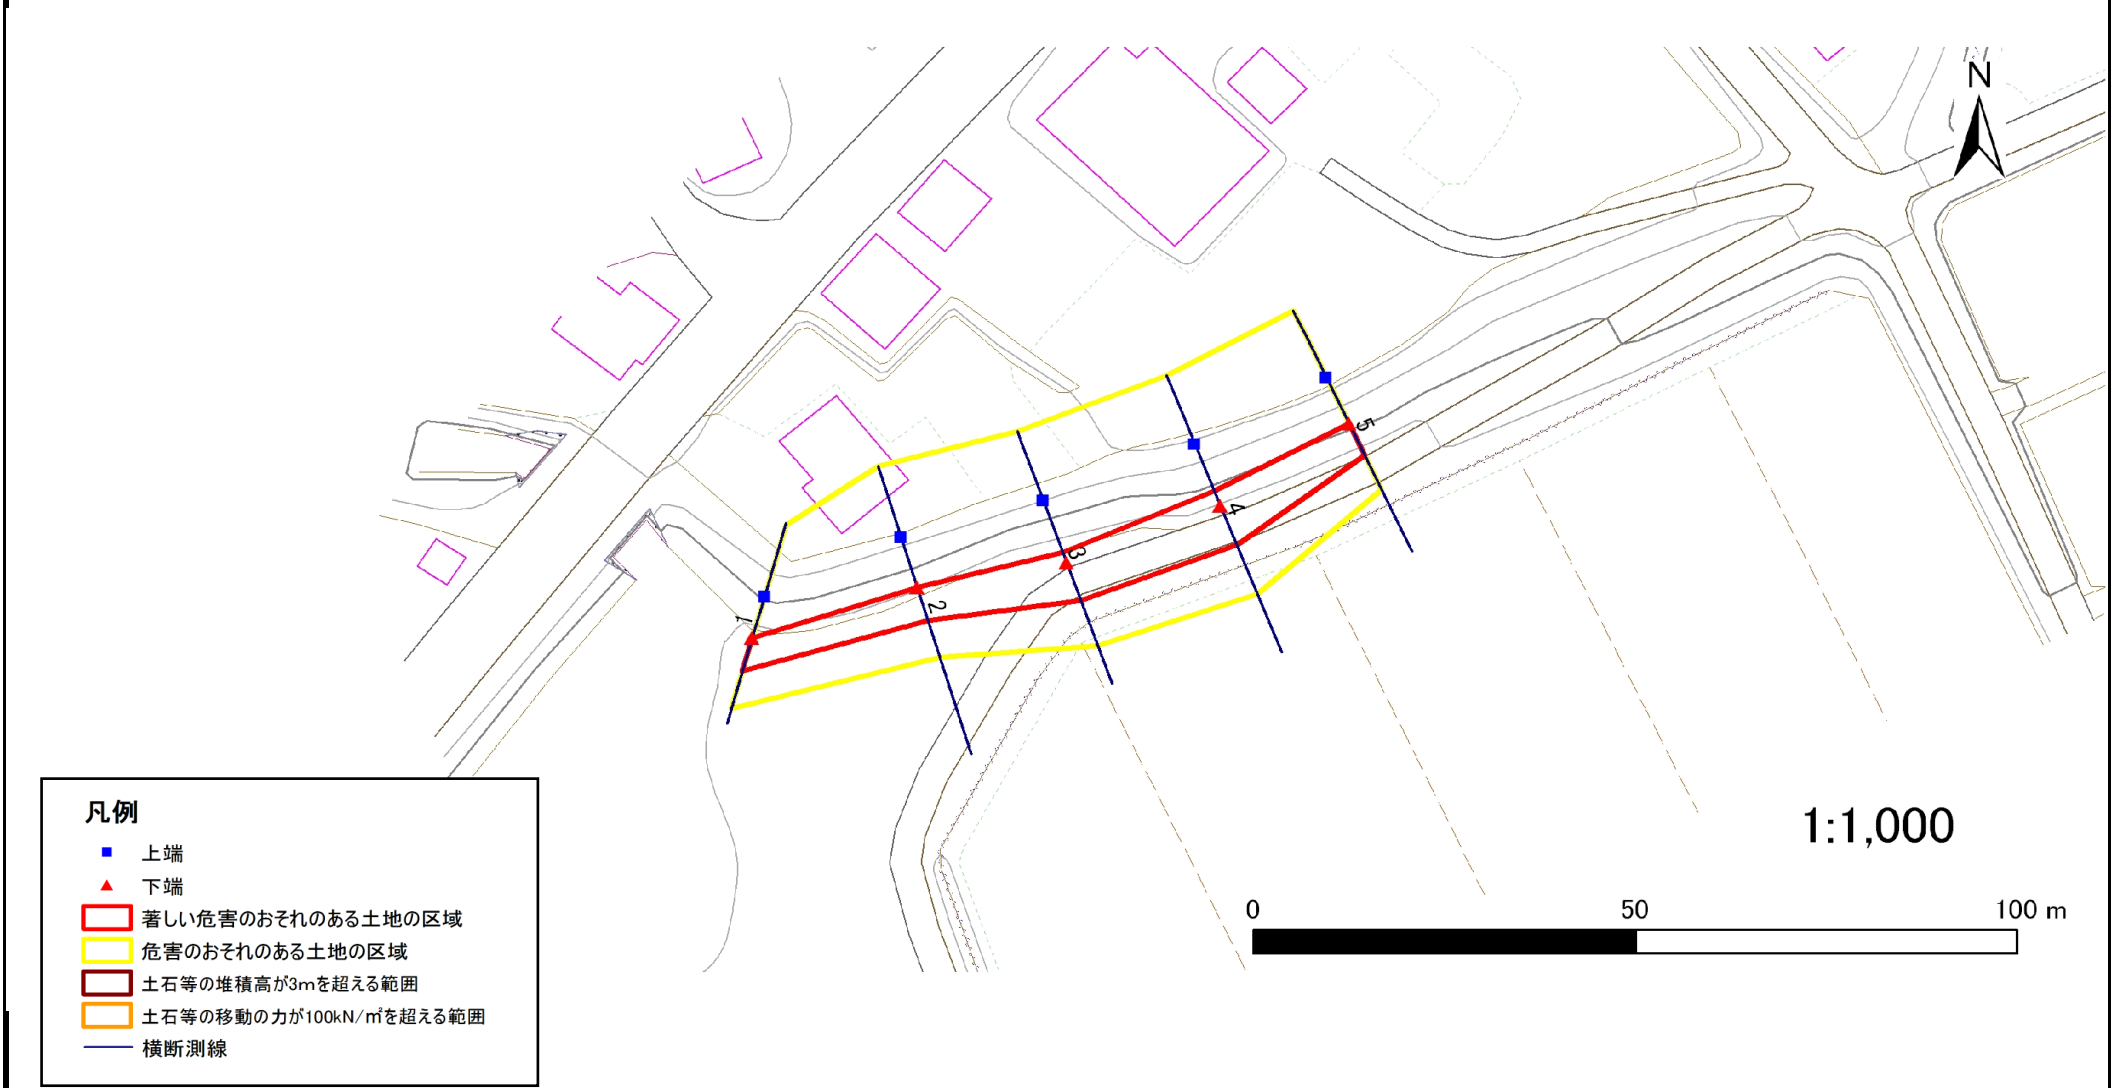 N
5
4
3
2
1
1:1,000
0 50 100 m
凡例
上端
下端
著しい危害のおそれのある土地の区域
危害のおそれのある土地の区域
土石等の堆積高が3mを超える範囲
土石等の移動の力が100kN/㎡を超える範囲
横断測線